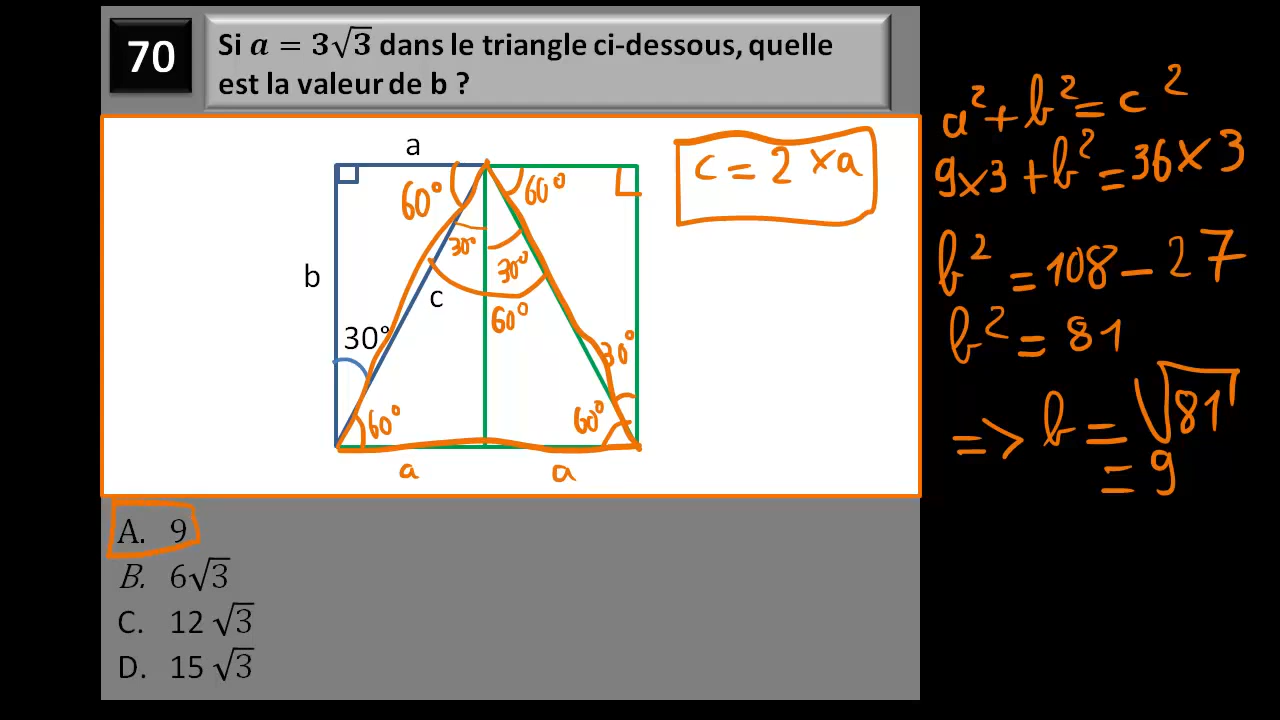 70
Si a = 3√3 dans le triangle ci-dessous, quelle
est la valeur de b ?
a
60°
60°
30°
30°
b
c
60°
30°
30°
60°
60°
a
a
c = 2 × a
a² + b² = c²
9×3 + b² = 36×3
b² = 108 - 27
b² = 81
=> b = √81
= 9
A. 9
B. 6√3
C. 12 √3
D. 15 √3